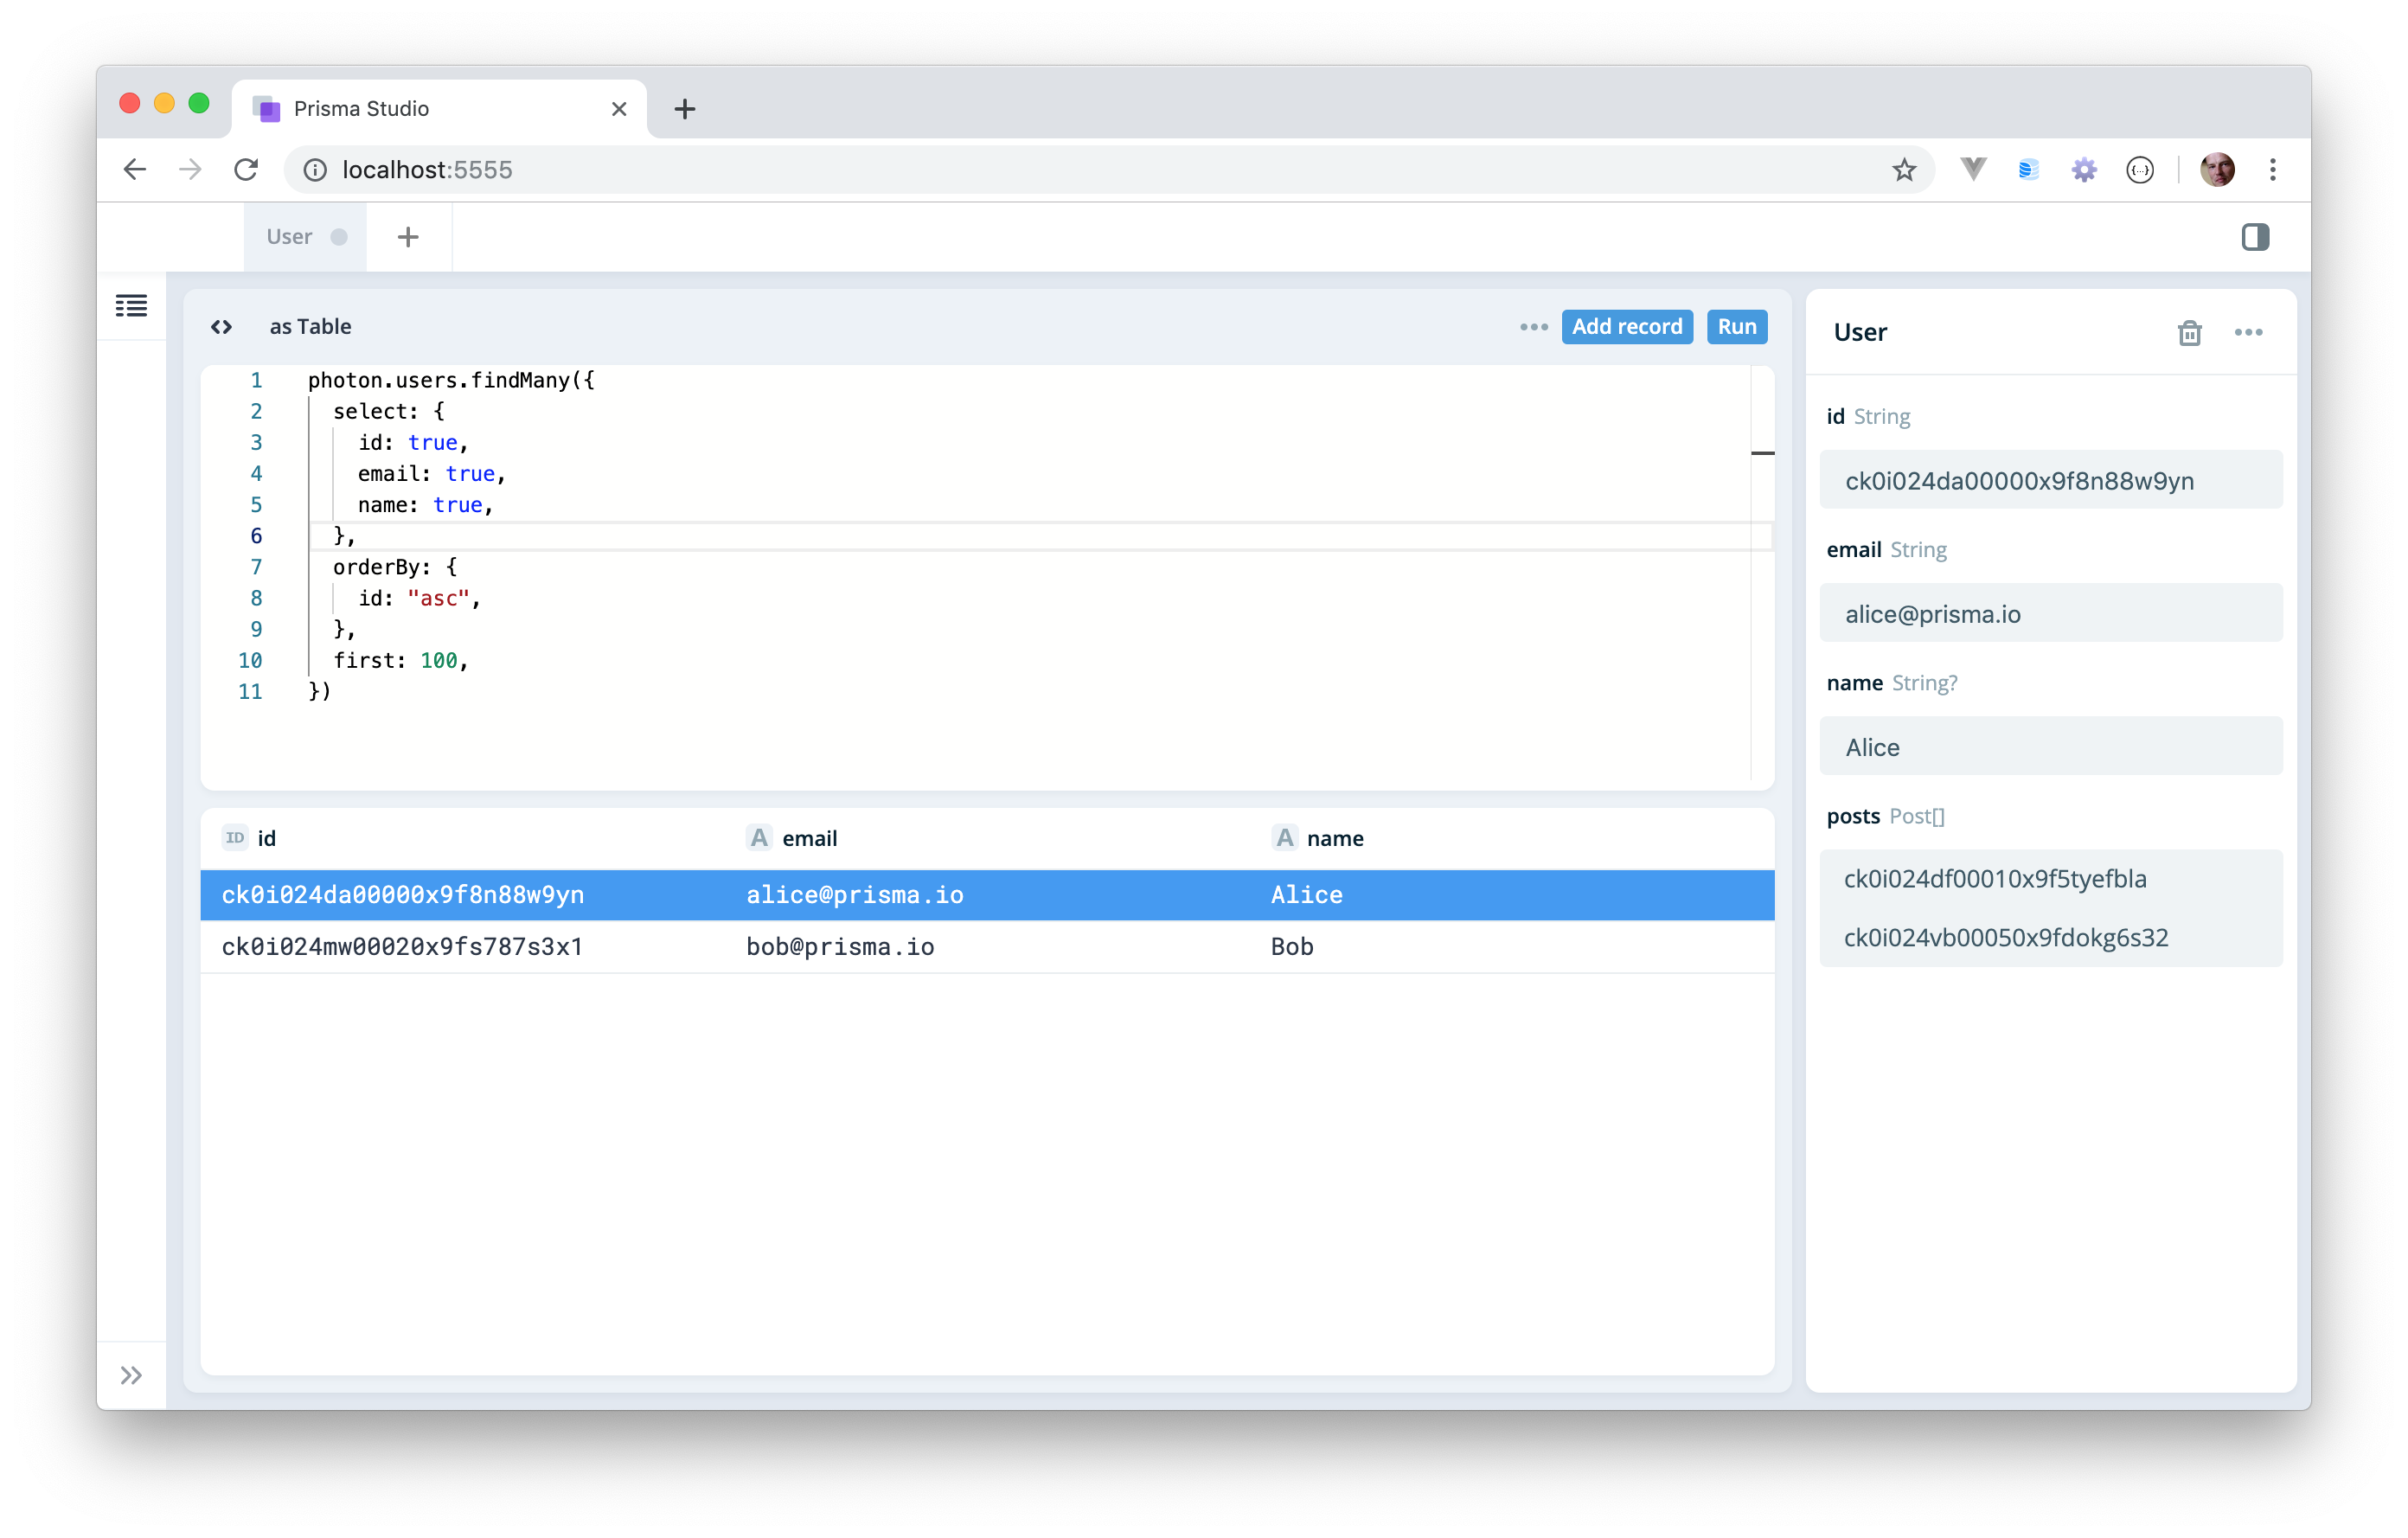 Prisma Studio
localhost:5555
User
as Table
Add record
Run
1 photon.users.findMany({
2 select: {
3 id: true,
4 email: true,
5 name: true,
6 },
7 orderBy: {
8 id: "asc",
9 },
10 first: 100,
11 })
ID id A email A name
ck0i024da00000x9f8n88w9yn alice@prisma.io Alice
ck0i024mw00020x9fs787s3x1 bob@prisma.io Bob
User
id String
ck0i024da00000x9f8n88w9yn
email String
alice@prisma.io
name String?
Alice
posts Post[]
ck0i024df00010x9f5tyefbla
ck0i024vb00050x9fdokg6s32